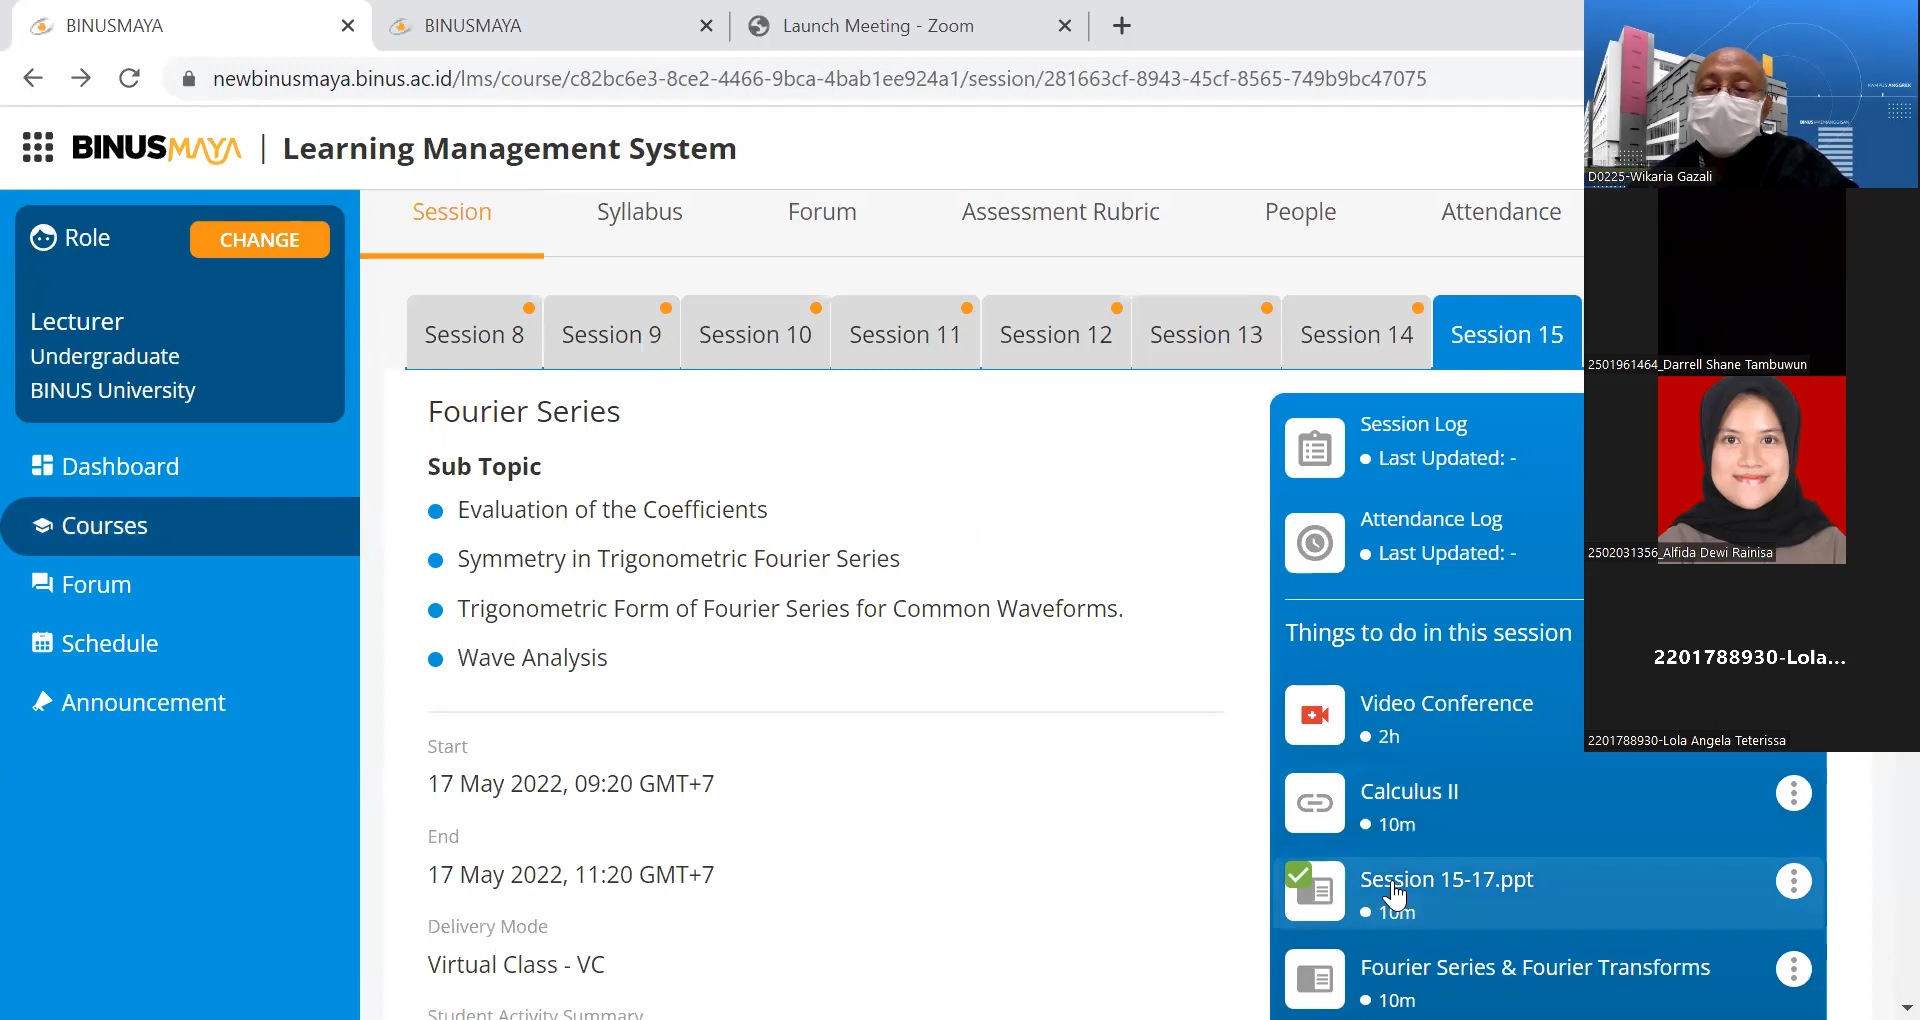 BINUSMAYA
BINUSMAYA
Launch Meeting - Zoom
newbinusmaya.binus.ac.id/lms/course/c82bc6e3-8ce2-4466-9bca-4bab1ee924a1/session/281663cf-8943-45cf-8565-749b9bc47075
BINUSMAYA | Learning Management System
Role
CHANGE
Lecturer
Undergraduate
BINUS University
Dashboard
Courses
Forum
Schedule
Announcement
Session
Syllabus
Forum
Assessment Rubric
People
Attendance
Session 8
Session 9
Session 10
Session 11
Session 12
Session 13
Session 14
Session 15
Fourier Series
Sub Topic
Evaluation of the Coefficients
Symmetry in Trigonometric Fourier Series
Trigonometric Form of Fourier Series for Common Waveforms.
Wave Analysis
Start
17 May 2022, 09:20 GMT+7
End
17 May 2022, 11:20 GMT+7
Delivery Mode
Virtual Class - VC
Student Activity Summary
Session Log
Last Updated: -
Attendance Log
Last Updated: -
Things to do in this session
Video Conference
2h
Calculus II
10m
Session 15-17.ppt
10m
Fourier Series & Fourier Transforms
10m
KAMPUS ANGGREK
D0225-Wikaria Gazali
2501961464_Darrell Shane Tambuwun
2502031356_Alfida Dewi Rainisa
2201788930-Lola...
2201788930-Lola Angela Teterissa